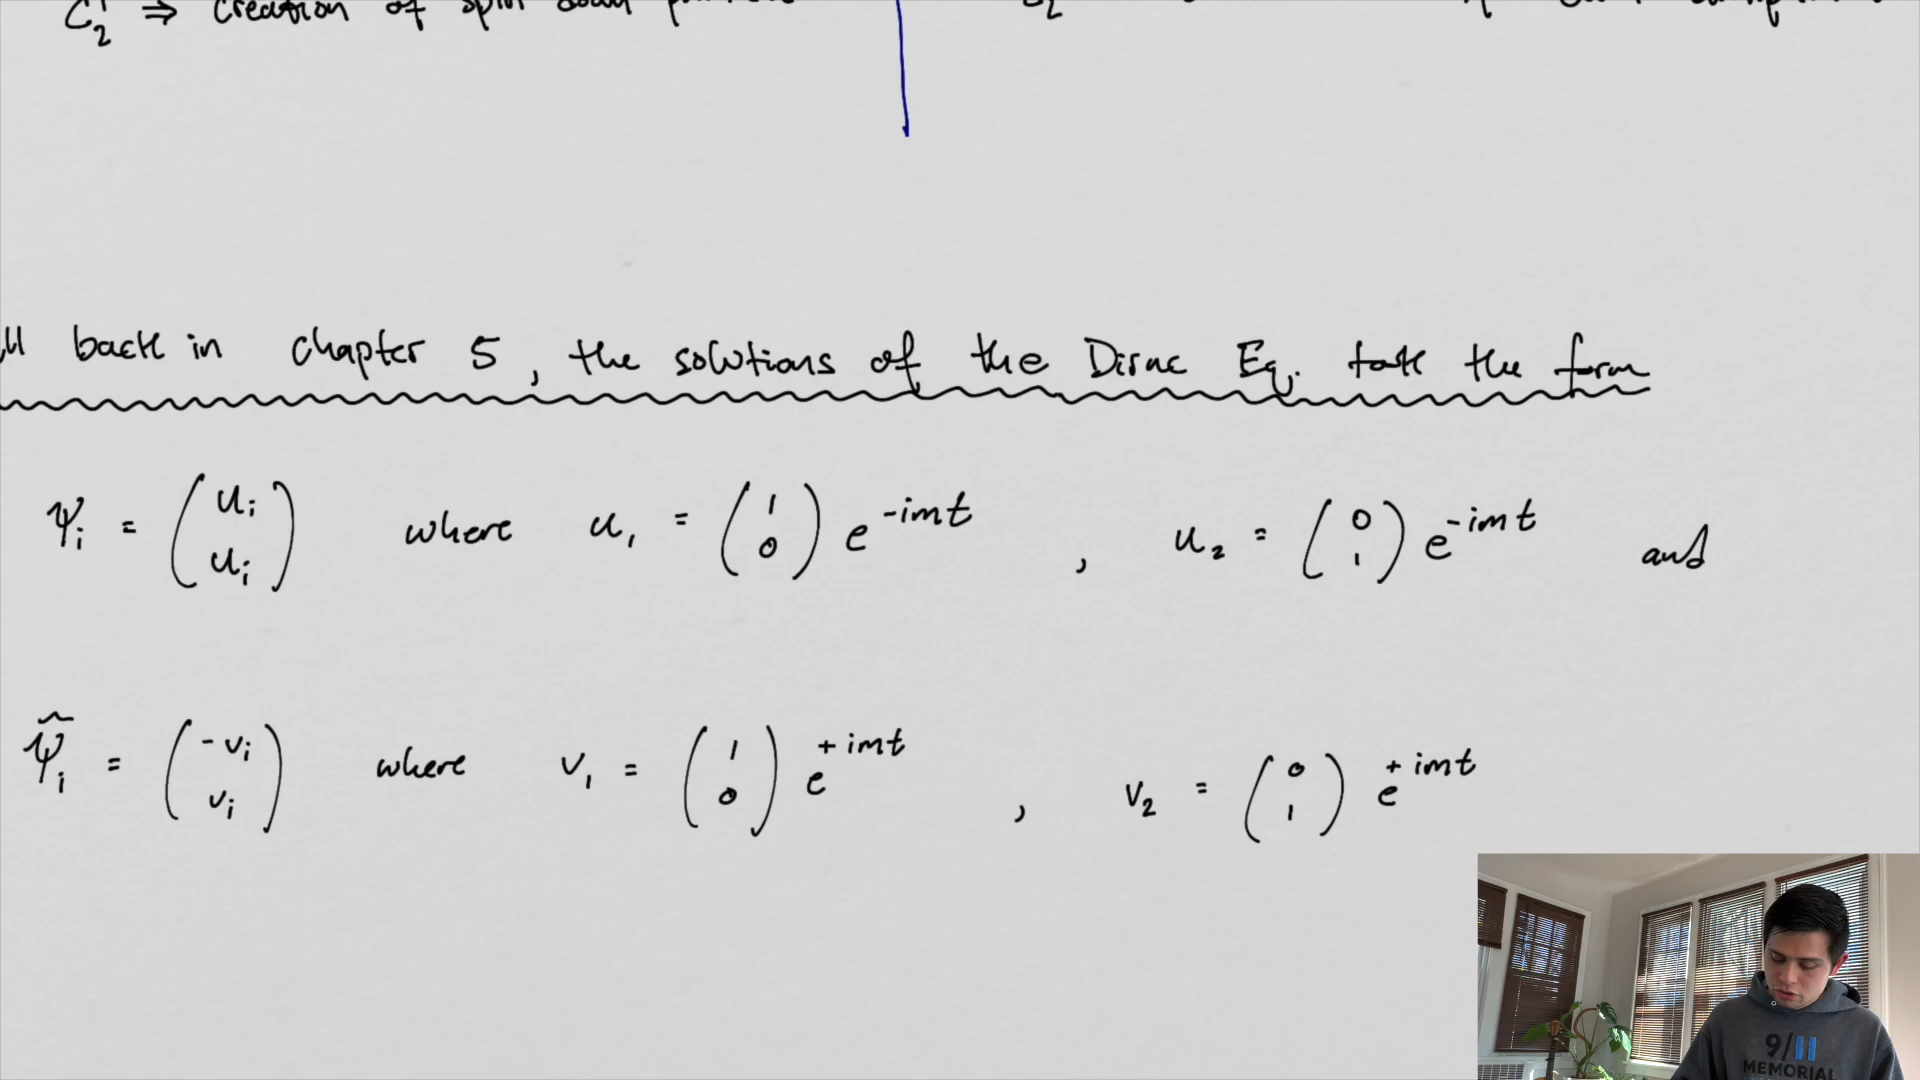 C₂† ⇒ creation of spin down
ll back in chapter 5, the solutions of the Dirac Eq. take the form
ψᵢ = (uᵢ uᵢ) where u₁ = (1 0) e^{-imt}, u₂ = (0 1) e^{-imt} and
ψ̃ᵢ = (-vᵢ vᵢ) where v₁ = (1 0) e^{+imt}, v₂ = (0 1) e^{+imt}
9/11
MEMORIAL